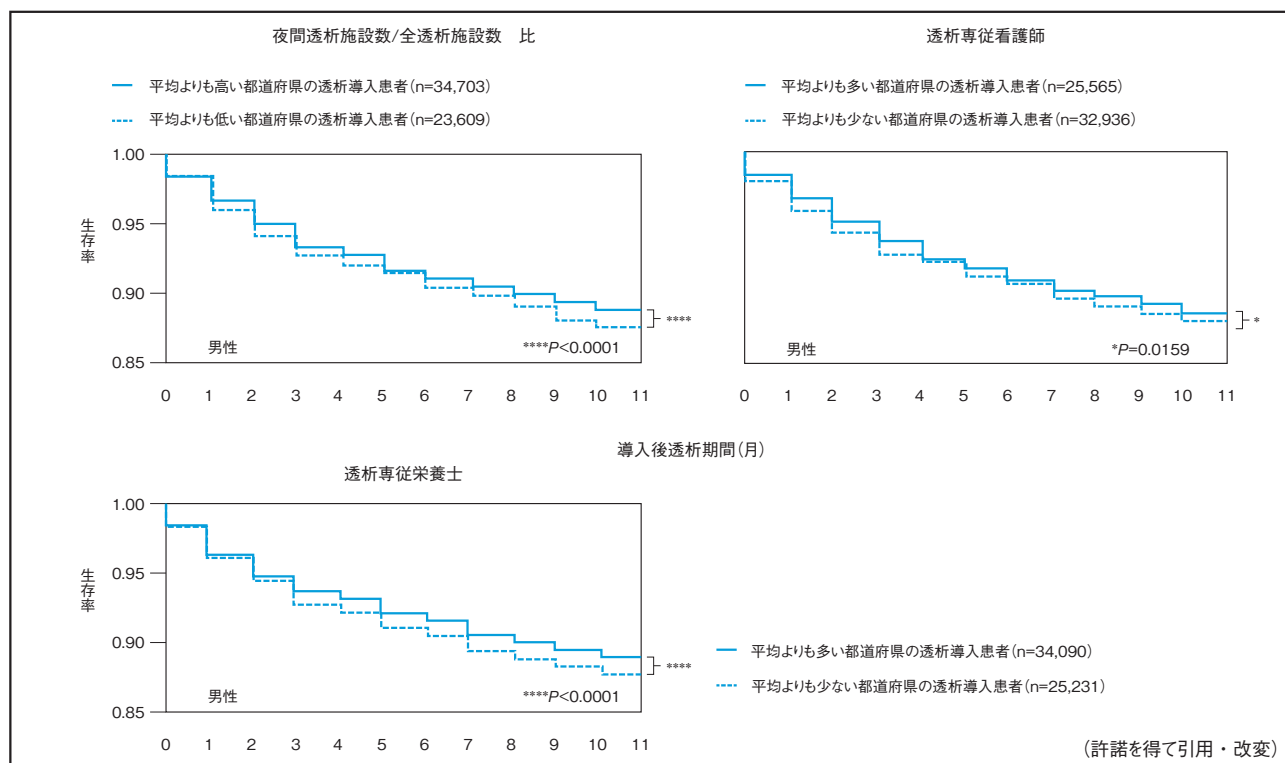 夜間透析施設数/全透析施設数 比
平均よりも高い都道府県の透析導入患者(n=34,703)
平均よりも低い都道府県の透析導入患者(n=23,609)
1.00
0.95
0.90
0.85
生存率
男性
****P<0.0001
****
0 1 2 3 4 5 6 7 8 9 10 11
透析専従看護師
平均よりも多い都道府県の透析導入患者(n=25,565)
平均よりも少ない都道府県の透析導入患者(n=32,936)
男性
*P=0.0159
*
0 1 2 3 4 5 6 7 8 9 10 11
導入後透析期間(月)
透析専従栄養士
1.00
0.95
0.90
0.85
生存率
男性
****P<0.0001
****
0 1 2 3 4 5 6 7 8 9 10 11
平均よりも多い都道府県の透析導入患者(n=34,090)
平均よりも少ない都道府県の透析導入患者(n=25,231)
(許諾を得て引用・改変)